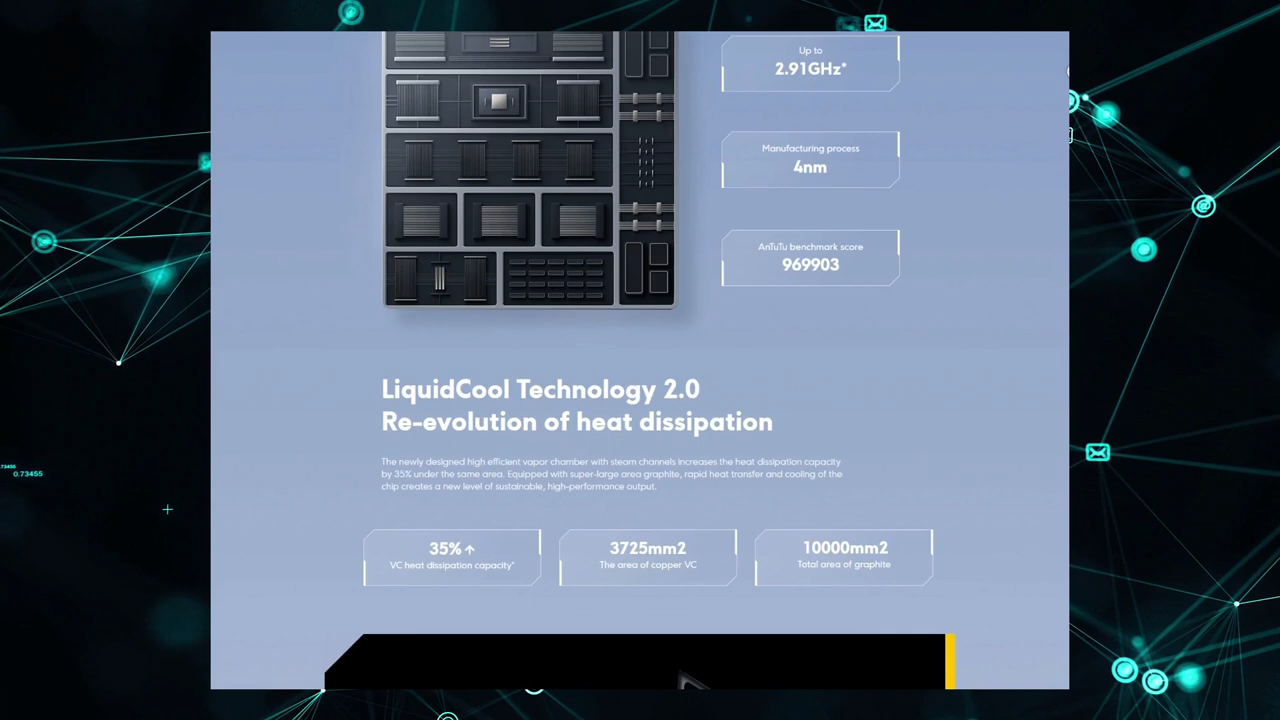 Up to
2.91GHz*
Manufacturing process
4nm
AnTuTu benchmark score
969903
LiquidCool Technology 2.0
Re-evolution of heat dissipation
The newly designed high efficient vapor chamber with steam channels increases the heat dissipation capacity
by 35% under the same area. Equipped with super-large area graphite, rapid heat transfer and cooling of the
chip creates a new level of sustainable, high-performance output.
35%↑
VC heat dissipation capacity*
3725mm2
The area of copper VC
10000mm2
Total area of graphite
0.73455